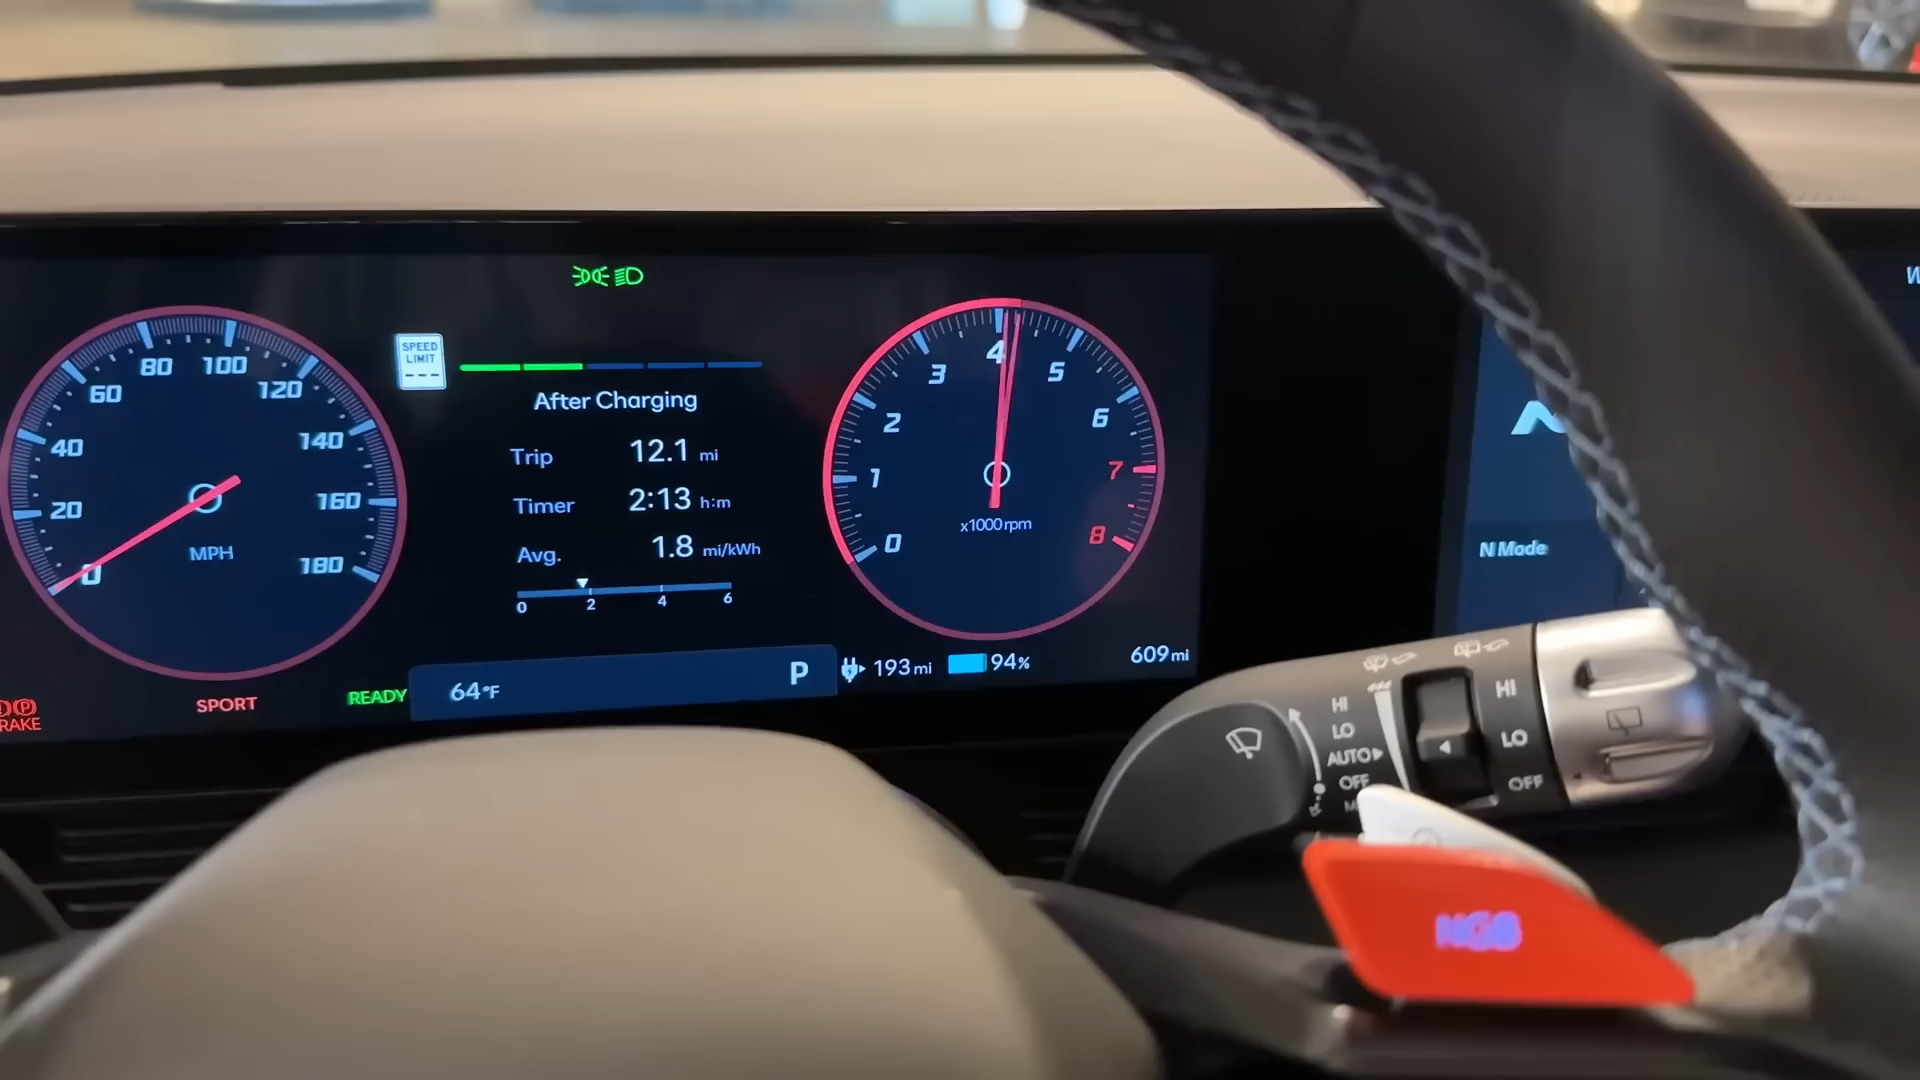 SPEED
LIMIT
---
After Charging
Trip 12.1 mi
Timer 2:13 h:m
Avg. 1.8 mi/kWh
0 2 4 6
0 20 40 60 80 100 120 140 160 180
MPH
0 1 2 3 4 5 6 7 8
x1000 rpm
SPORT
READY
64°F
P
193 mi
94%
609 mi
RAKE
N Mode
HI
LO
AUTO
OFF
HI
LO
OFF
NGB